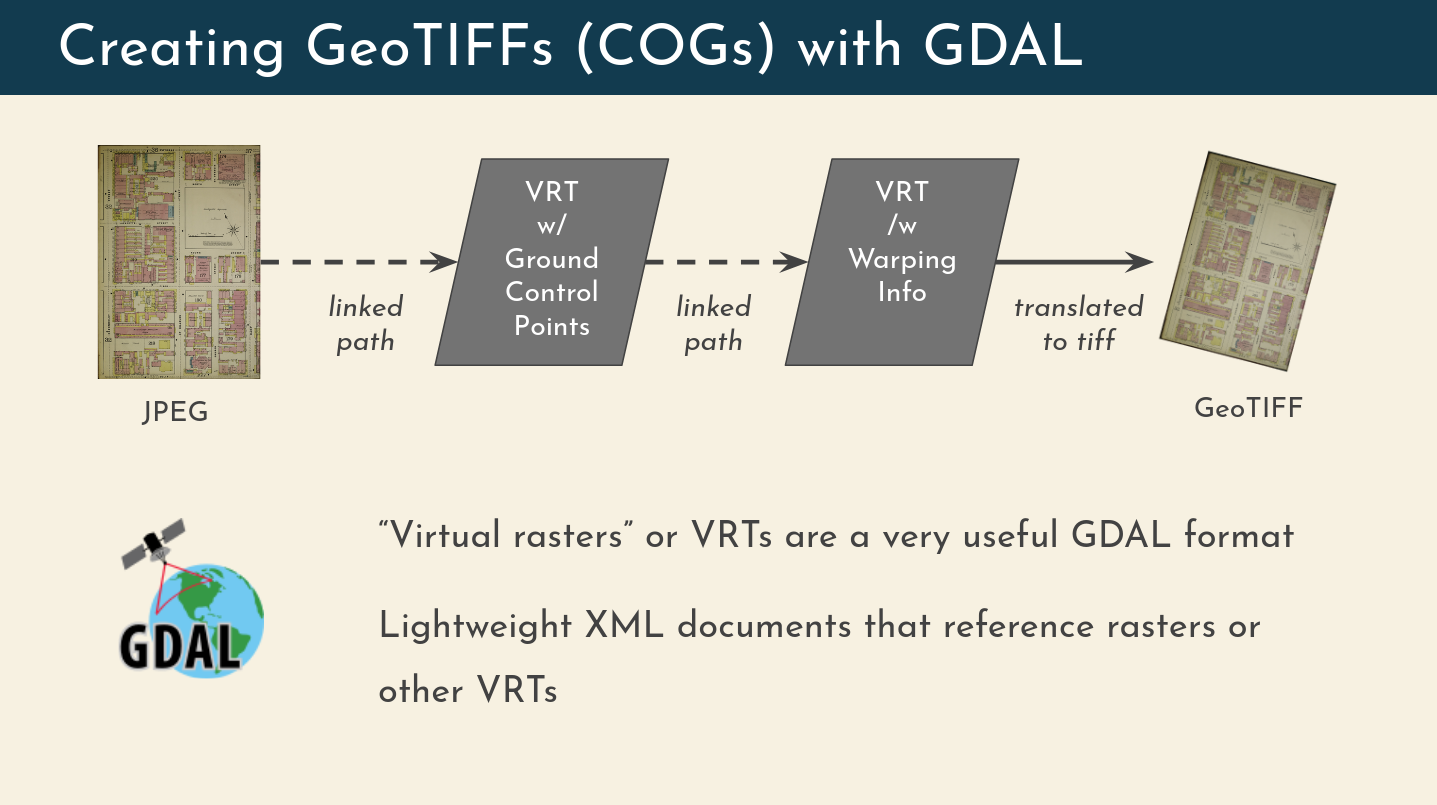 Creating GeoTIFFs (COGs) with GDAL
VRT
w/
Ground
Control
Points
VRT
/w
Warping
Info
linked
path
linked
path
translated
to tiff
JPEG
GeoTIFF
GDAL
“Virtual rasters” or VRTs are a very useful GDAL format
Lightweight XML documents that reference rasters or
other VRTs